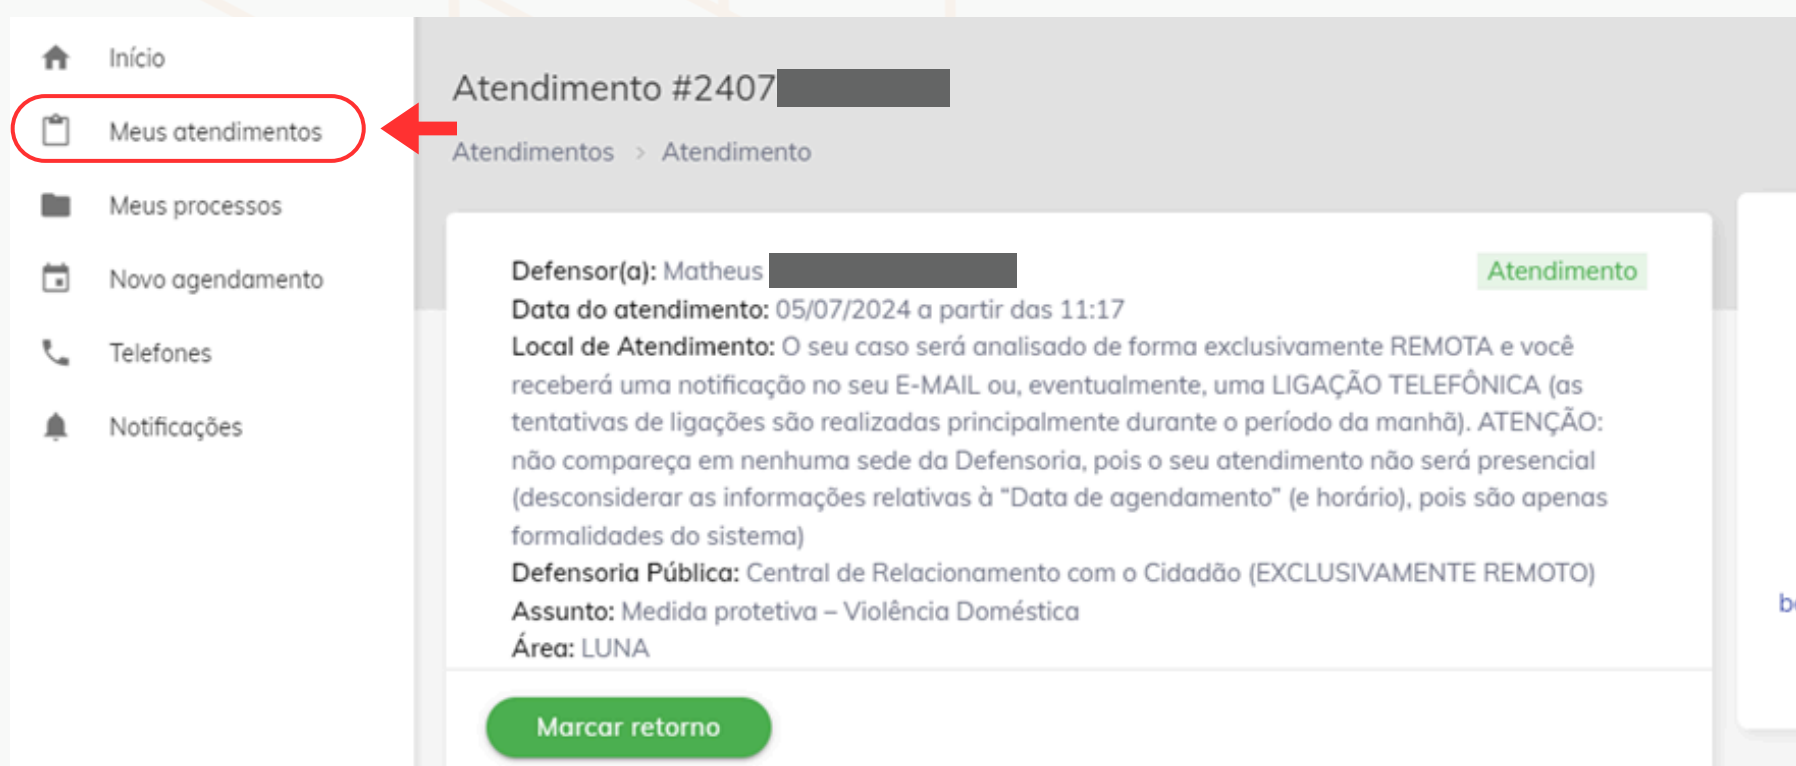 Início
Meus atendimentos
Meus processos
Novo agendamento
Telefones
Notificações
Atendimento #2407
Atendimentos > Atendimento
Defensor(a): Matheus
Atendimento
Data do atendimento: 05/07/2024 a partir das 11:17
Local de Atendimento: O seu caso será analisado de forma exclusivamente REMOTA e você
receberá uma notificação no seu E-MAIL ou, eventualmente, uma LIGAÇÃO TELEFÔNICA (as
tentativas de ligações são realizadas principalmente durante o período da manhã). ATENÇÃO:
não compareça em nenhuma sede da Defensoria, pois o seu atendimento não será presencial
(desconsiderar as informações relativas à “Data de agendamento” (e horário), pois são apenas
formalidades do sistema)
Defensoria Pública: Central de Relacionamento com o Cidadão (EXCLUSIVAMENTE REMOTO)
Assunto: Medida protetiva – Violência Doméstica
Área: LUNA
Marcar retorno